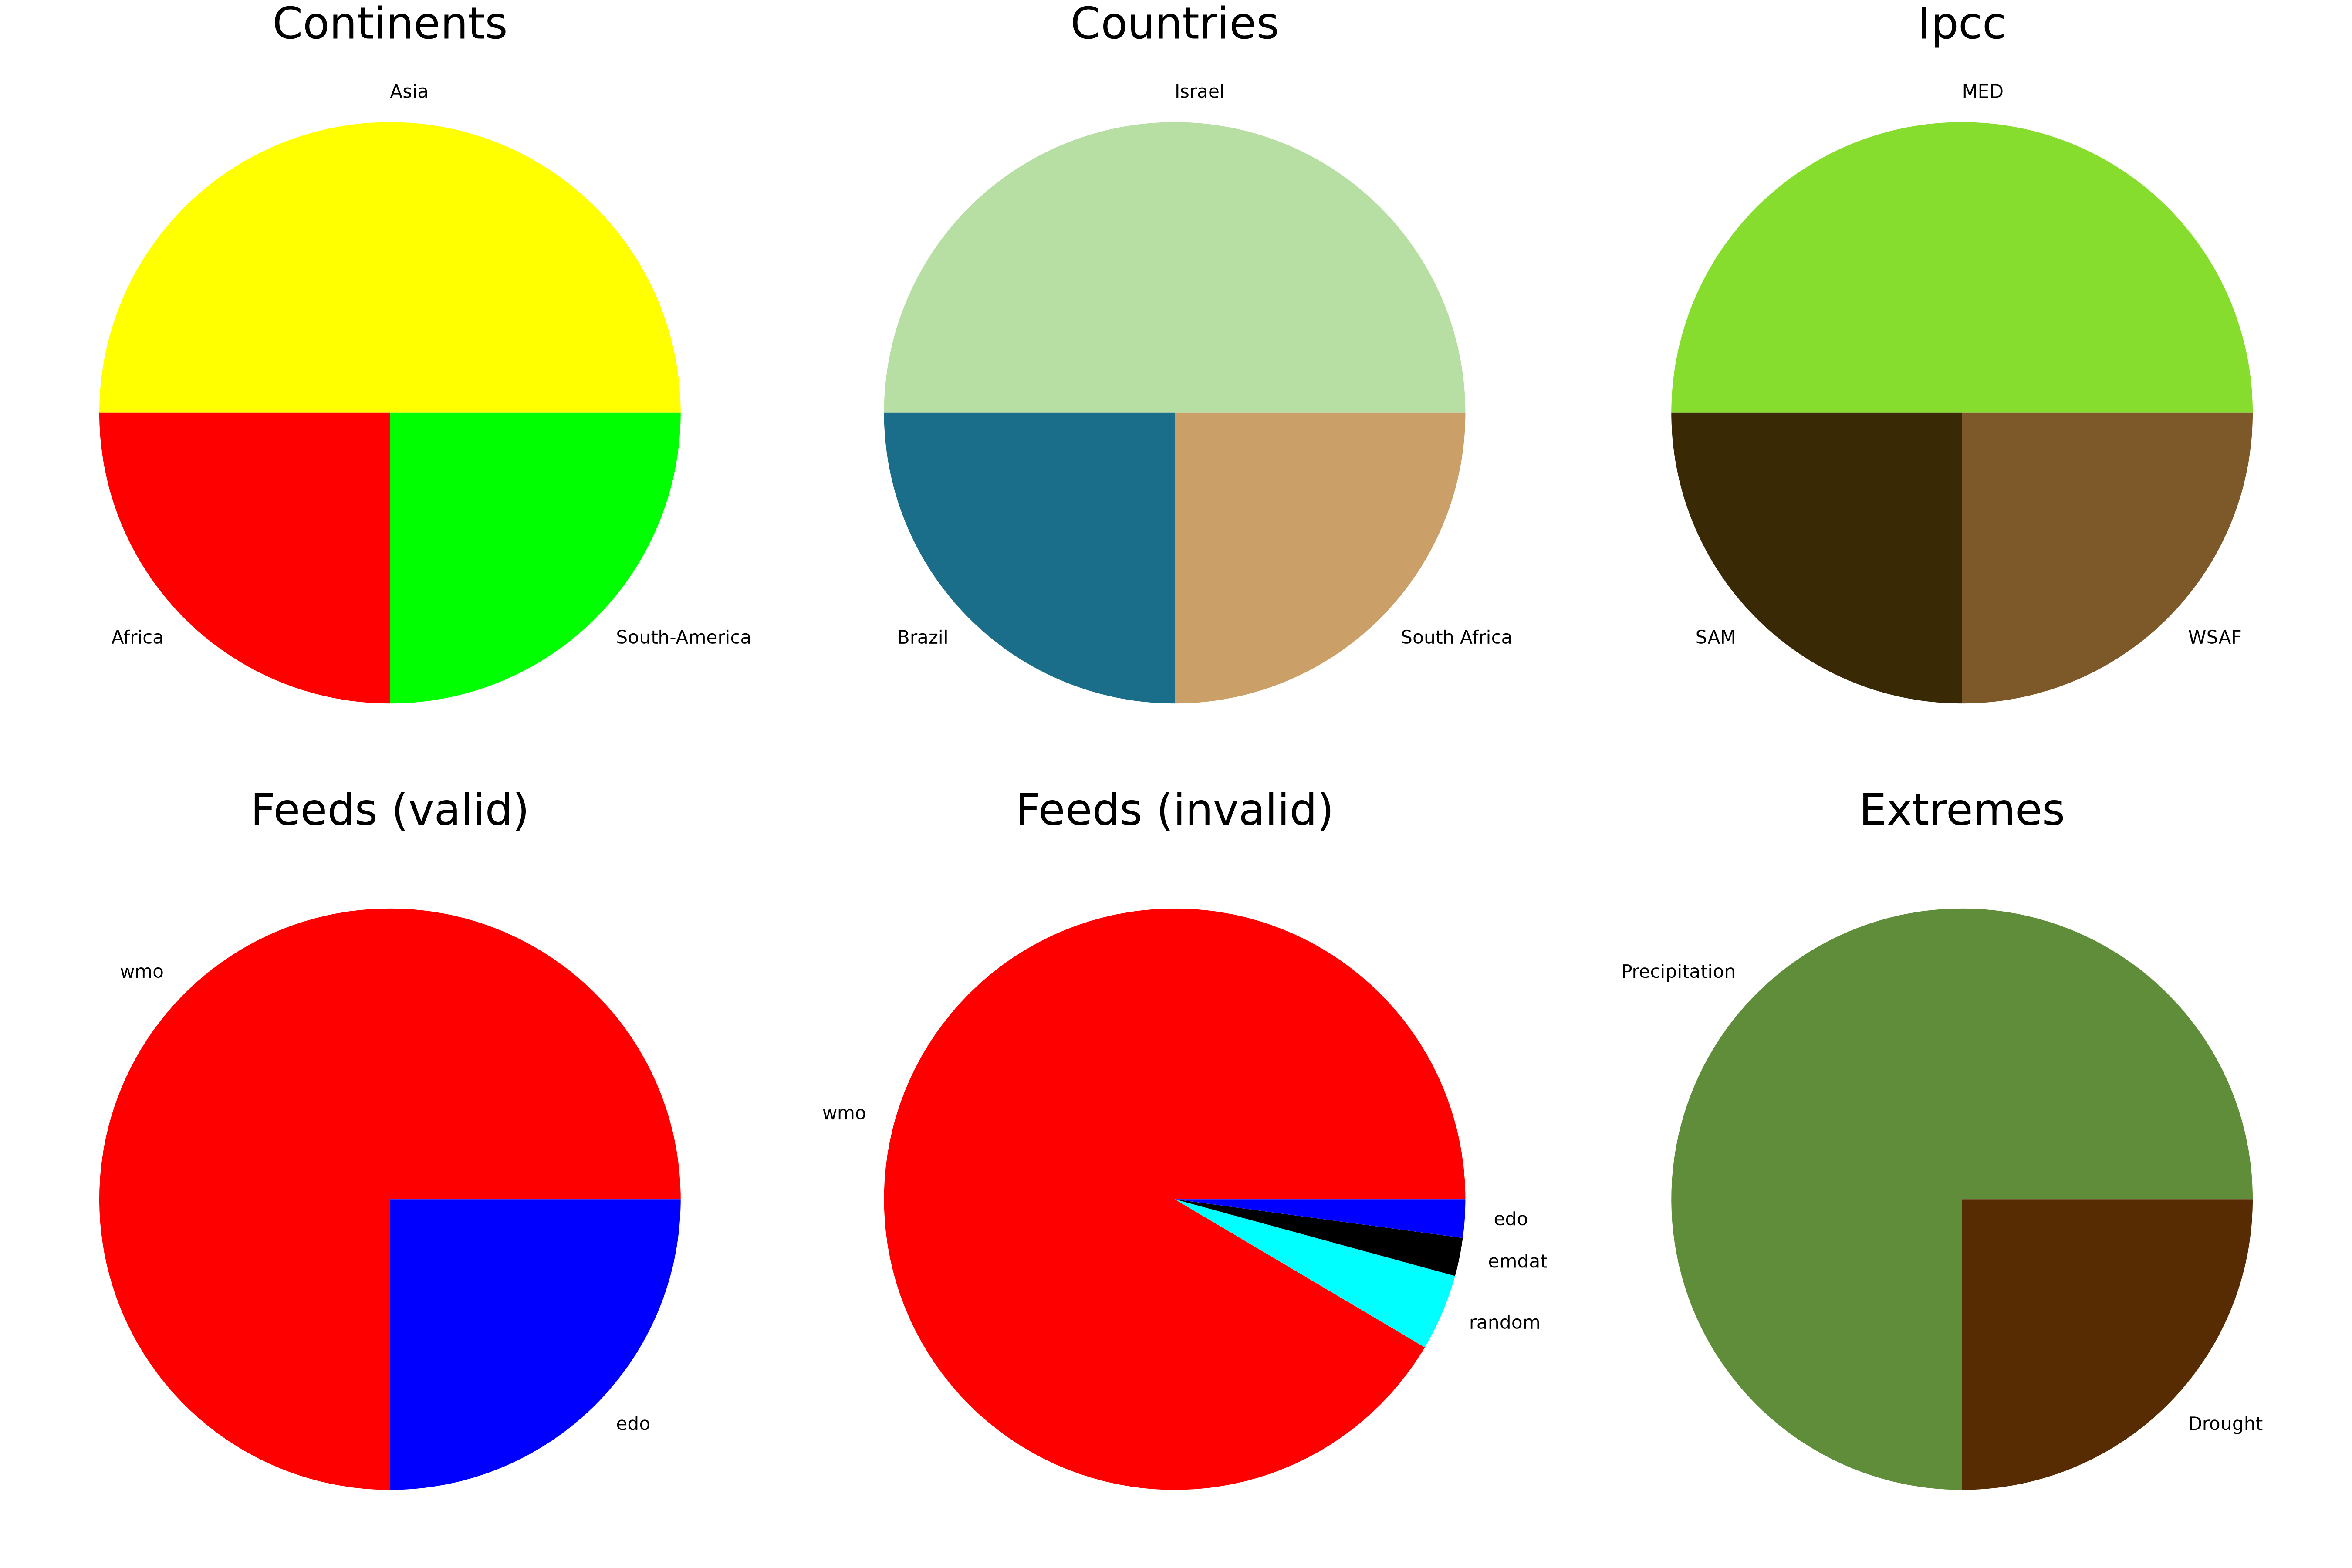 Continents
Asia
Africa
South-America
Countries
Israel
Brazil
South Africa
Ipcc
MED
SAM
WSAF
Feeds (valid)
wmo
edo
Feeds (invalid)
wmo
edo
emdat
random
Extremes
Precipitation
Drought